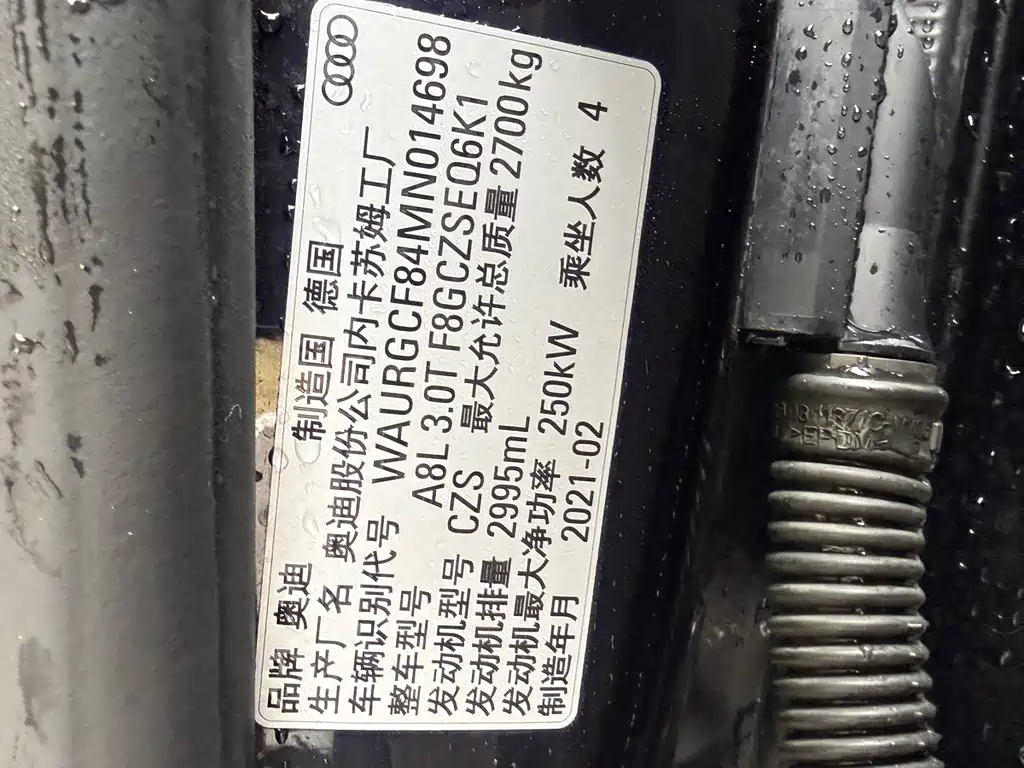 品牌 奥迪 制造国 德国
生产厂名 奥迪股份公司内卡苏姆工厂
车辆识别代号 WAURGCF84MN014698
整车型号 A8L 3.0T F8GCZSEQ6K1
发动机型号 CZS 最大允许总质量 2700kg
发动机排量 2995mL
发动机最大净功率 250kW 乘坐人数 4
制造年月 2021-02